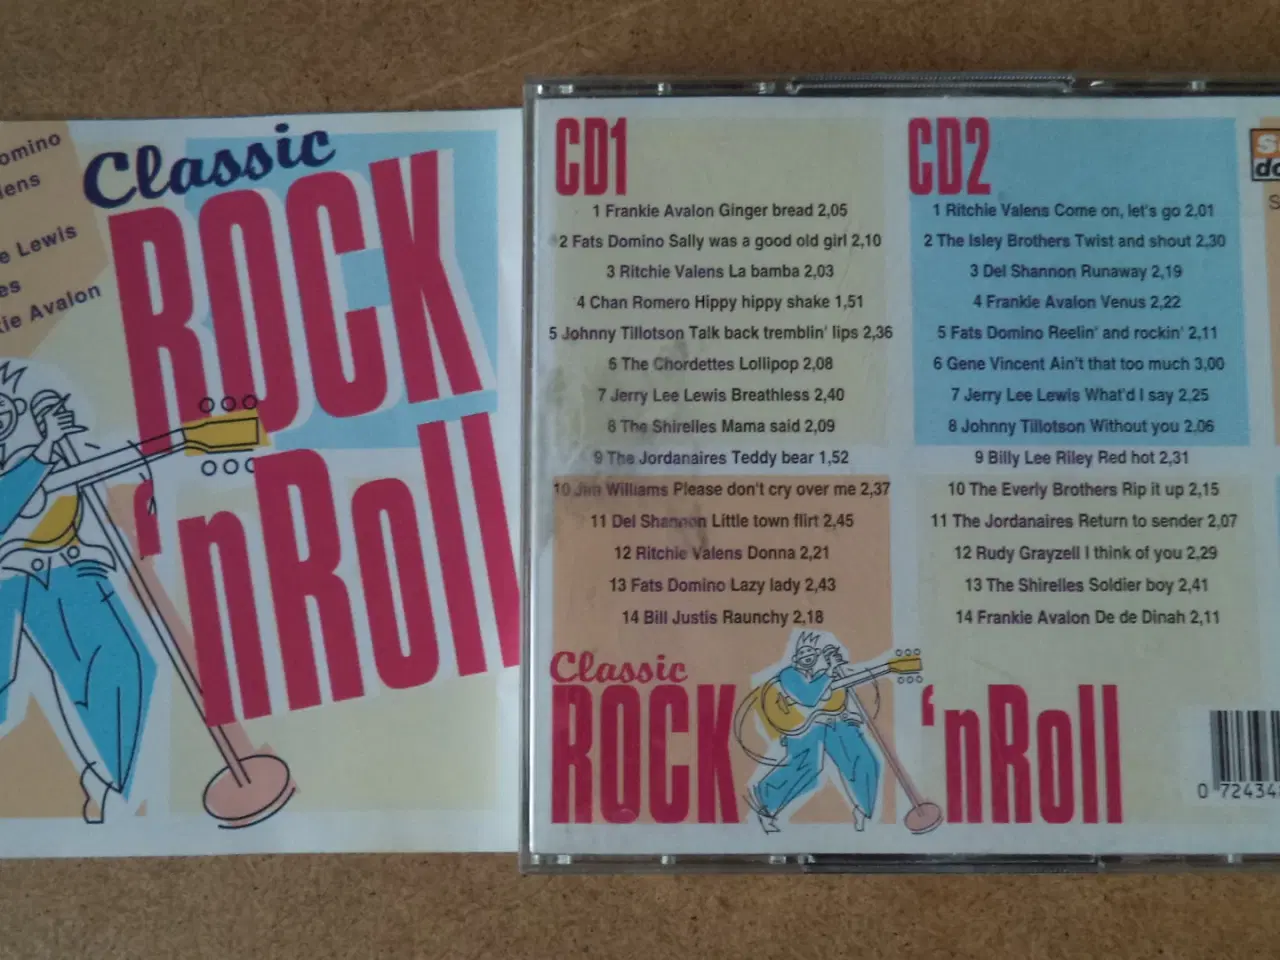 omino
lens
e Lewis
es
kie Avalon
Classic
ROCK
'nRoll
CD1
1 Frankie Avalon Ginger bread 2,05
2 Fats Domino Sally was a good old girl 2,10
3 Ritchie Valens La bamba 2,03
4 Chan Romero Hippy hippy shake 1,51
5 Johnny Tillotson Talk back tremblin' lips 2,36
6 The Chordettes Lollipop 2,08
7 Jerry Lee Lewis Breathless 2,40
8 The Shirelles Mama said 2,09
9 The Jordanaires Teddy bear 1,52
10 Jim Williams Please don't cry over me 2,37
11 Del Shannon Little town flirt 2,45
12 Ritchie Valens Donna 2,21
13 Fats Domino Lazy lady 2,43
14 Bill Justis Raunchy 2,18
CD2
1 Ritchie Valens Come on, let's go 2,01
2 The Isley Brothers Twist and shout 2,30
3 Del Shannon Runaway 2,19
4 Frankie Avalon Venus 2,22
5 Fats Domino Reelin' and rockin' 2,11
6 Gene Vincent Ain't that too much 3,00
7 Jerry Lee Lewis What'd I say 2,25
8 Johnny Tillotson Without you 2,06
9 Billy Lee Riley Red hot 2,31
10 The Everly Brothers Rip it up 2,15
11 The Jordanaires Return to sender 2,07
12 Rudy Grayzell I think of you 2,29
13 The Shirelles Soldier boy 2,41
14 Frankie Avalon De de Dinah 2,11
Classic
ROCK 'nRoll
0 72434